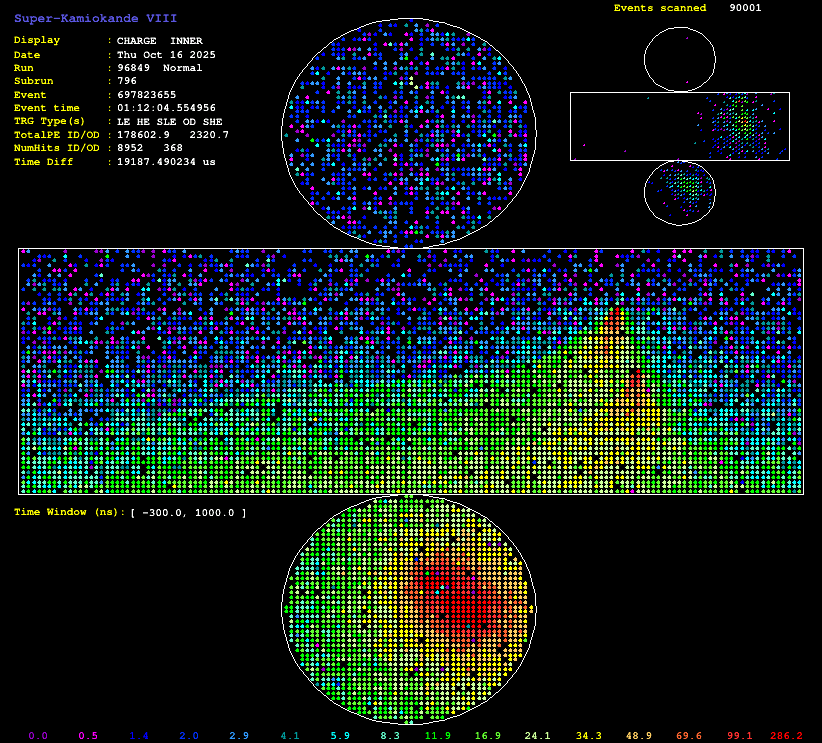 Super-Kamiokande VIII
Events scanned 90001
Display : CHARGE INNER
Date : Thu Oct 16 2025
Run : 96849 Normal
Subrun : 796
Event : 697823655
Event time : 01:12:04.554956
TRG Type(s) : LE HE SLE OD SHE
TotalPE ID/OD : 178602.9 2320.7
NumHits ID/OD : 8952 368
Time Diff : 19187.490234 us
Time Window (ns): [ -300.0, 1000.0 ]
0.0 0.5 1.4 2.0 2.9 4.1 5.9 8.3 11.9 16.9 24.1 34.3 48.9 69.6 99.1 286.2